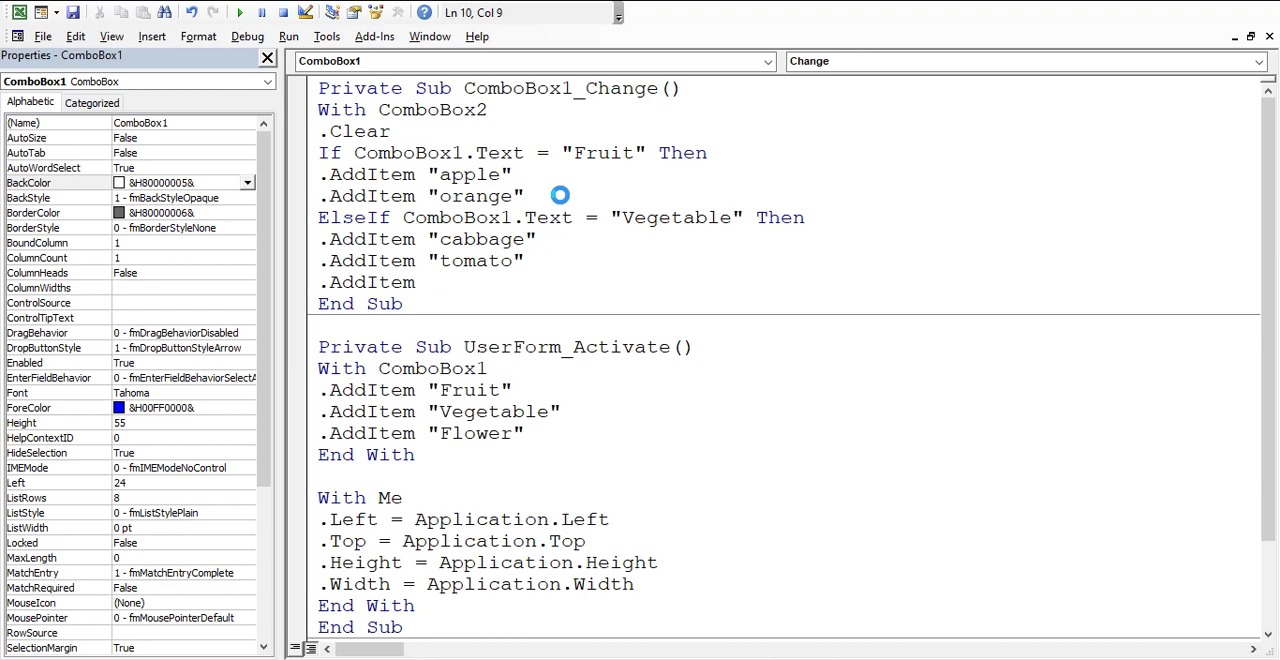 Ln 10, Col 9
File Edit View Insert Format Debug Run Tools Add-Ins Window Help
Properties - ComboBox1
ComboBox1 ComboBox
Alphabetic Categorized
(Name) ComboBox1
AutoSize False
AutoTab False
AutoWordSelect True
BackColor &H80000005&
BackStyle 1 - fmBackStyleOpaque
BorderColor &H80000006&
BorderStyle 0 - fmBorderStyleNone
BoundColumn 1
ColumnCount 1
ColumnHeads False
ColumnWidths
ControlSource
ControlTipText
DragBehavior 0 - fmDragBehaviorDisabled
DropButtonStyle 1 - fmDropButtonStyleArrow
Enabled True
EnterFieldBehavior 0 - fmEnterFieldBehaviorSelectA
Font Tahoma
ForeColor &H00FF0000&
Height 55
HelpContextID 0
HideSelection True
IMEMode 0 - fmIMEModeNoControl
Left 24
ListRows 8
ListStyle 0 - fmListStylePlain
ListWidth 0 pt
Locked False
MaxLength 0
MatchEntry 1 - fmMatchEntryComplete
MatchRequired False
MouseIcon (None)
MousePointer 0 - fmMousePointerDefault
RowSource
SelectionMargin True
ComboBox1 Change
Private Sub ComboBox1_Change()
With ComboBox2
.Clear
If ComboBox1.Text = "Fruit" Then
.AddItem "apple"
.AddItem "orange"
ElseIf ComboBox1.Text = "Vegetable" Then
.AddItem "cabbage"
.AddItem "tomato"
.AddItem
End Sub
Private Sub UserForm_Activate()
With ComboBox1
.AddItem "Fruit"
.AddItem "Vegetable"
.AddItem "Flower"
End With
With Me
.Left = Application.Left
.Top = Application.Top
.Height = Application.Height
.Width = Application.Width
End With
End Sub